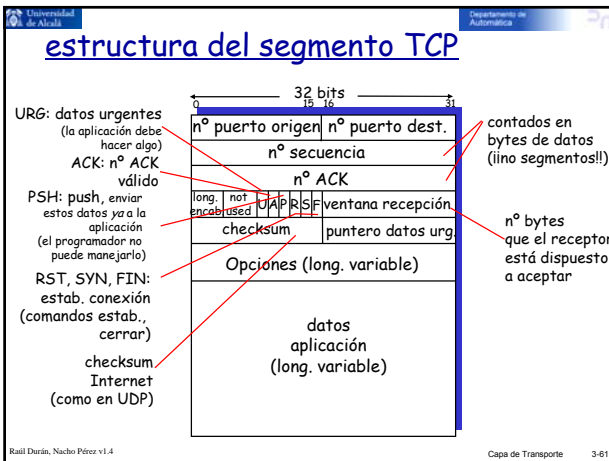 Universidad
de Alcalá
Departamento de
Automática
estructura del segmento TCP
32 bits
0 15 16 31
URG: datos urgentes
(la aplicación debe
hacer algo)
ACK: nº ACK
válido
PSH: push, enviar
estos datos ya a la
aplicación
(el programador no
puede manejarlo)
RST, SYN, FIN:
estab. conexión
(comandos estab.,
cerrar)
checksum
Internet
(como en UDP)
nº puerto origen nº puerto dest.
nº secuencia
nº ACK
long.
encab
not
used
U A P R S F
ventana recepción
checksum puntero datos urg.
Opciones (long. variable)
datos
aplicación
(long. variable)
contados en
bytes de datos
(¡¡no segmentos!!)
nº bytes
que el receptor
está dispuesto
a aceptar
Raúl Durán, Nacho Pérez v1.4
Capa de Transporte 3-61